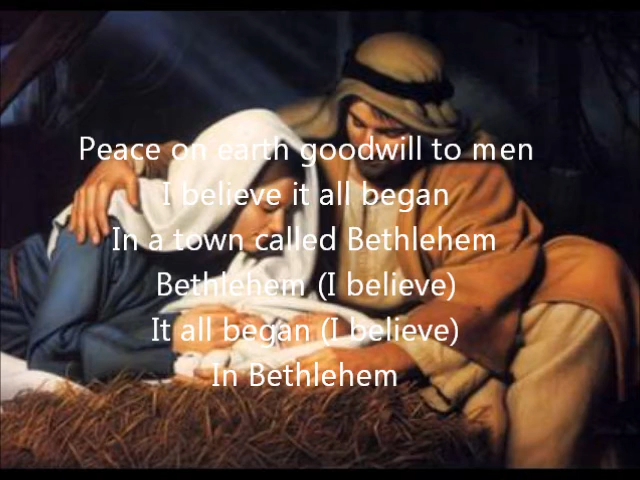 Peace on earth goodwill to men
I believe it all began
In a town called Bethlehem
Bethlehem (I believe)
It all began (I believe)
In Bethlehem